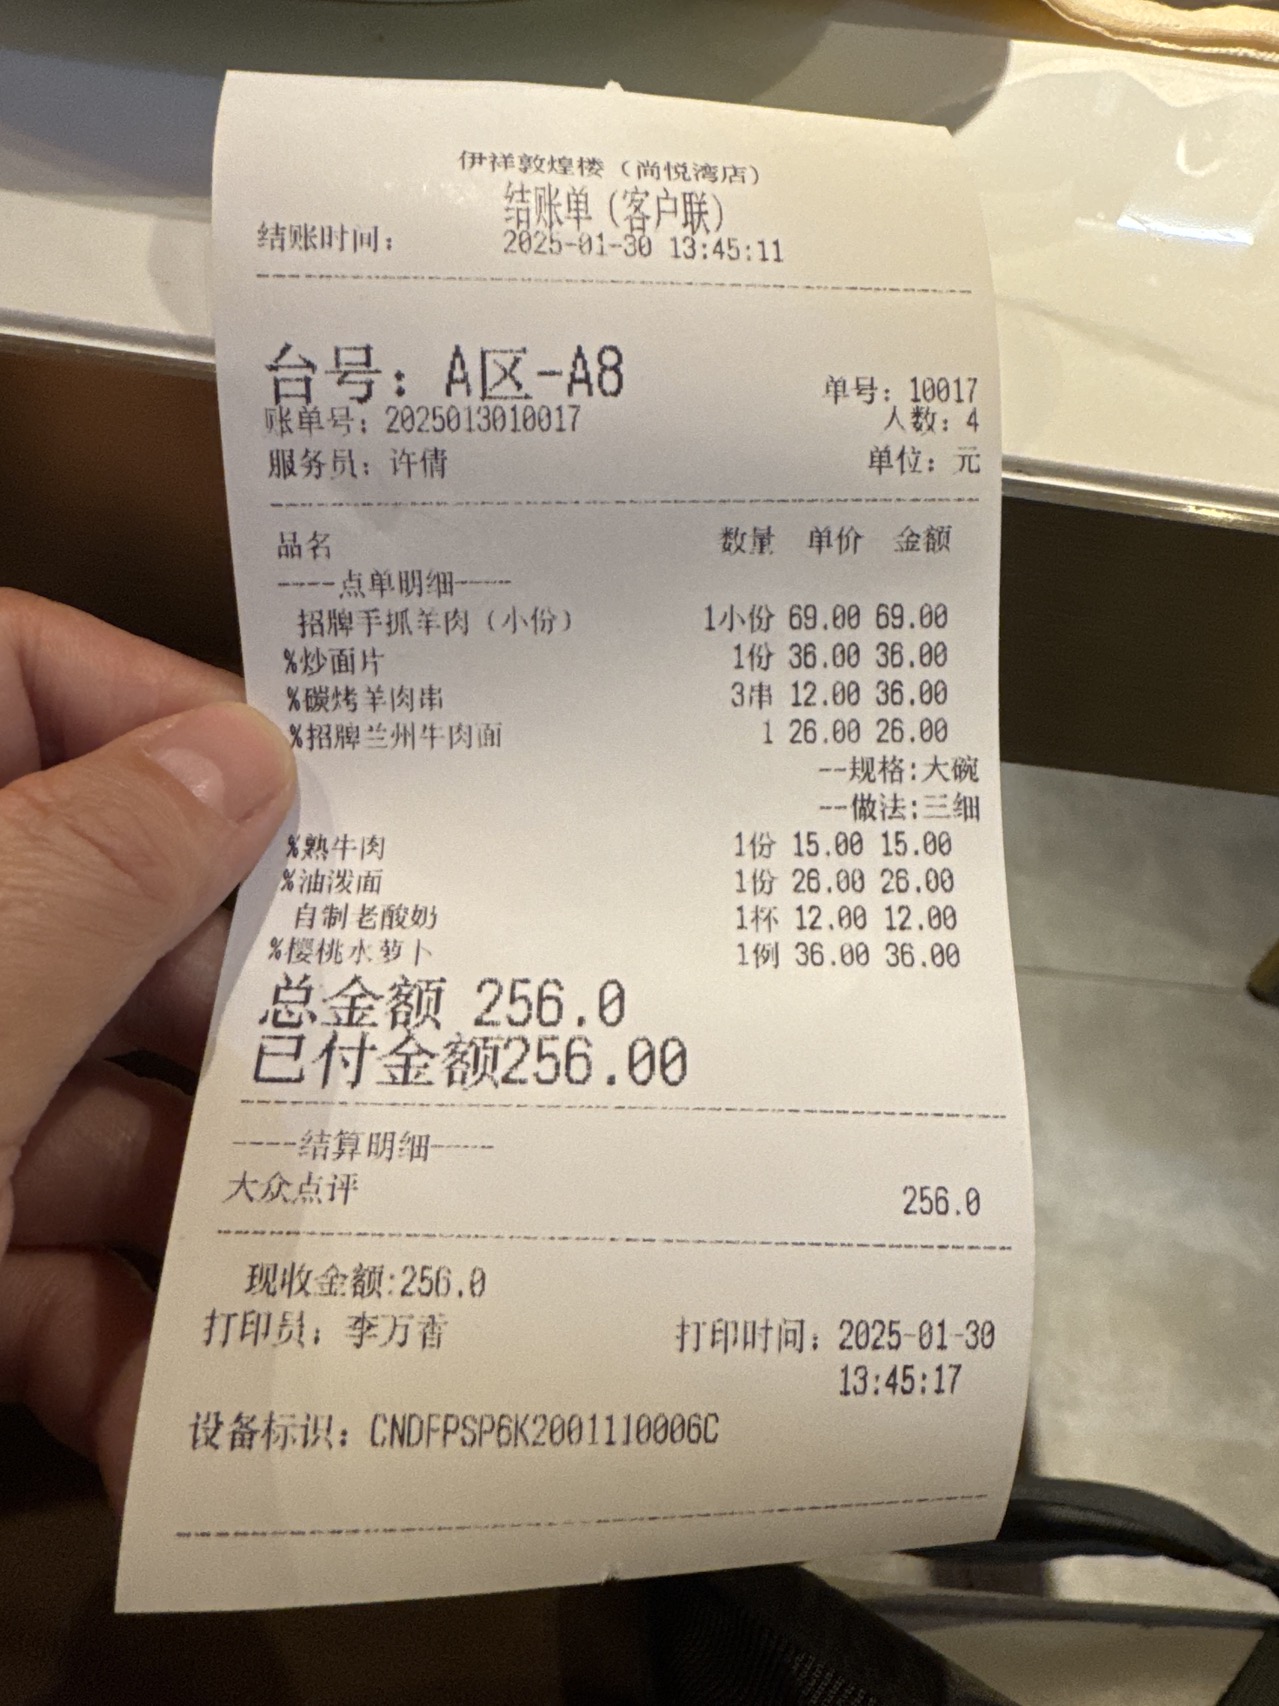 伊祥敦煌楼（尚悦湾店）
结账单（客户联）
结账时间： 2025-01-30 13:45:11
台号：A区-A8 单号：10017
账单号：2025013010017 人数：4
服务员：许倩 单位：元
品名 数量 单价 金额
----点单明细----
招牌手抓羊肉（小份） 1小份 69.00 69.00
%炒面片 1份 36.00 36.00
%碳烤羊肉串 3串 12.00 36.00
%招牌兰州牛肉面 1 26.00 26.00
--规格:大碗
--做法:三细
%熟牛肉 1份 15.00 15.00
%油泼面 1份 26.00 26.00
自制老酸奶 1杯 12.00 12.00
%樱桃水萝卜 1例 36.00 36.00
总金额 256.0
已付金额256.00
----结算明细----
大众点评 256.0
现收金额:256.0
打印员：李万香 打印时间：2025-01-30
13:45:17
设备标识：CNDFPSP6K2001110006C